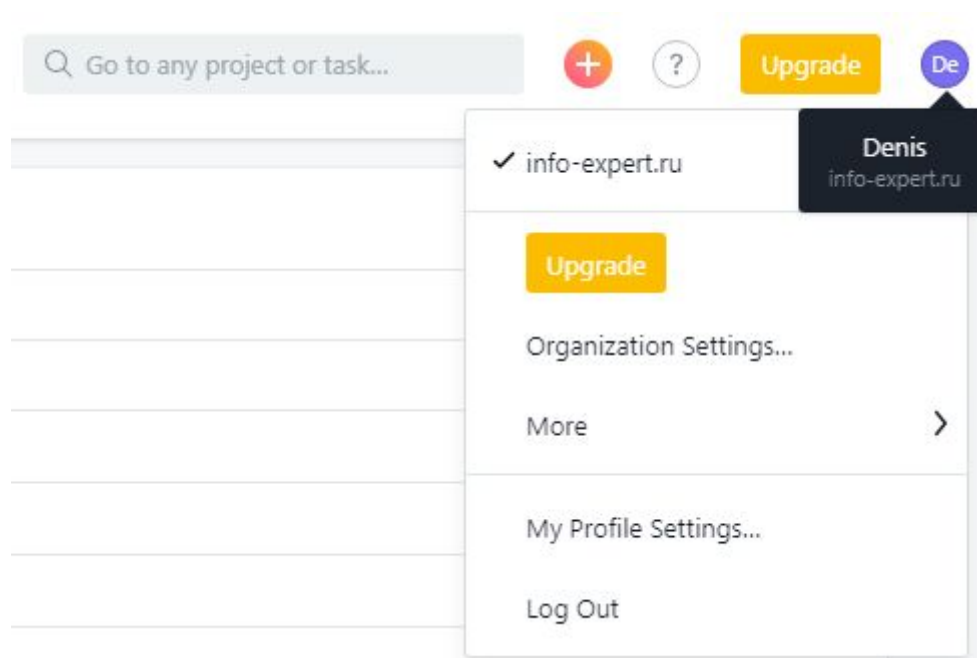 Go to any project or task...
+
?
Upgrade
De
info-expert.ru
Denis
info-expert.ru
Upgrade
Organization Settings...
More
My Profile Settings...
Log Out